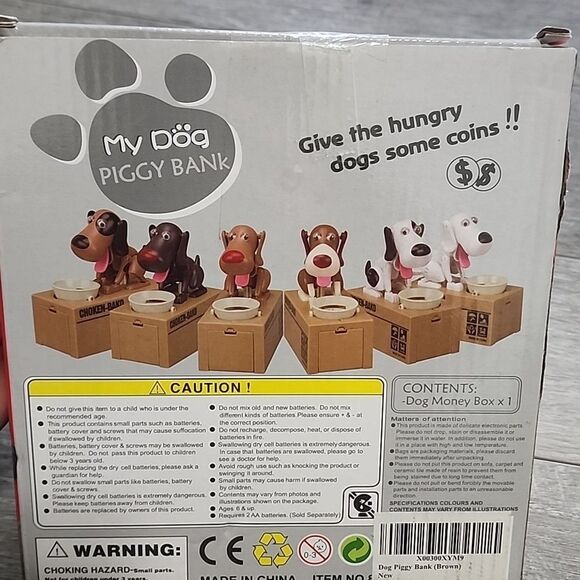 My Dog
PIGGY BANk
Give the hungry
dogs some coins !!
$ $
CHOKEN-BAKO
CHOKEN-BAKO
CAUTION !
Do not give this item to a child who is under the
recommended age.
This product contains small parts such as batteries,
battery cover and screws that may cause suffication
if swallowed by children.
Batteries, battery cover & screws may be swallowed
by children. Do not pass this product to children
below 3 years old.
While replacing the dry cell batteries, please ask a
guardian for help.
Do not swallow small parts like batteries, battery
cover & screws.
Swallowing dry cell batteries is extremely dangerous.
Please keep batteries away from children.
Batteries are replaced by owners of this product.
Do not mix old and new batteries. Do not mix
different kinds of batteries Please ensure + & - at
the correct position.
Do not recharge, decompose, heat, or dispose of
batteries in fire.
Swallowing dry cell batteries is extremely dangerous.
In case that batteries are swallowed, please go to
see a doctor for help.
Avoid rough use such as knocking the product or
swinging it around.
Small parts may cause harm if swallowed
by children.
Contents may vary from photos and
illustrations shown on the package.
Ages 6 & up.
Requires 2 AA batteries. (Sold Separately)
CONTENTS:
-Dog Money Box x 1
Matters of attention
This product is made of delicate electronic parts.
Please do not drop, stain or disassemble it or
immerse it in water. In addition, please do not use
it in a place with high and low temperature.
Bags are packaging materials, please discard
them immediately after unpacking.
Please do not put this product on sofa, carpet and
ceramic tile made of resin to prevent them from
being stained due to long time contact.
Please do not pull or bend forcibly the movable
parts and installation parts to an unreasonable
direction.
SPECIFICATIONS COLOURS AND
CONTENTS MAY VARY FROM ILLUSTRATIONS
WARNING:
CHOKING HAZARD-Small parts.
Not for children under 3 years.
CE
0-3
MADE IN CHINA
ITEM NO
X00300XYM9
Dog Piggy Bank (Brown)
New